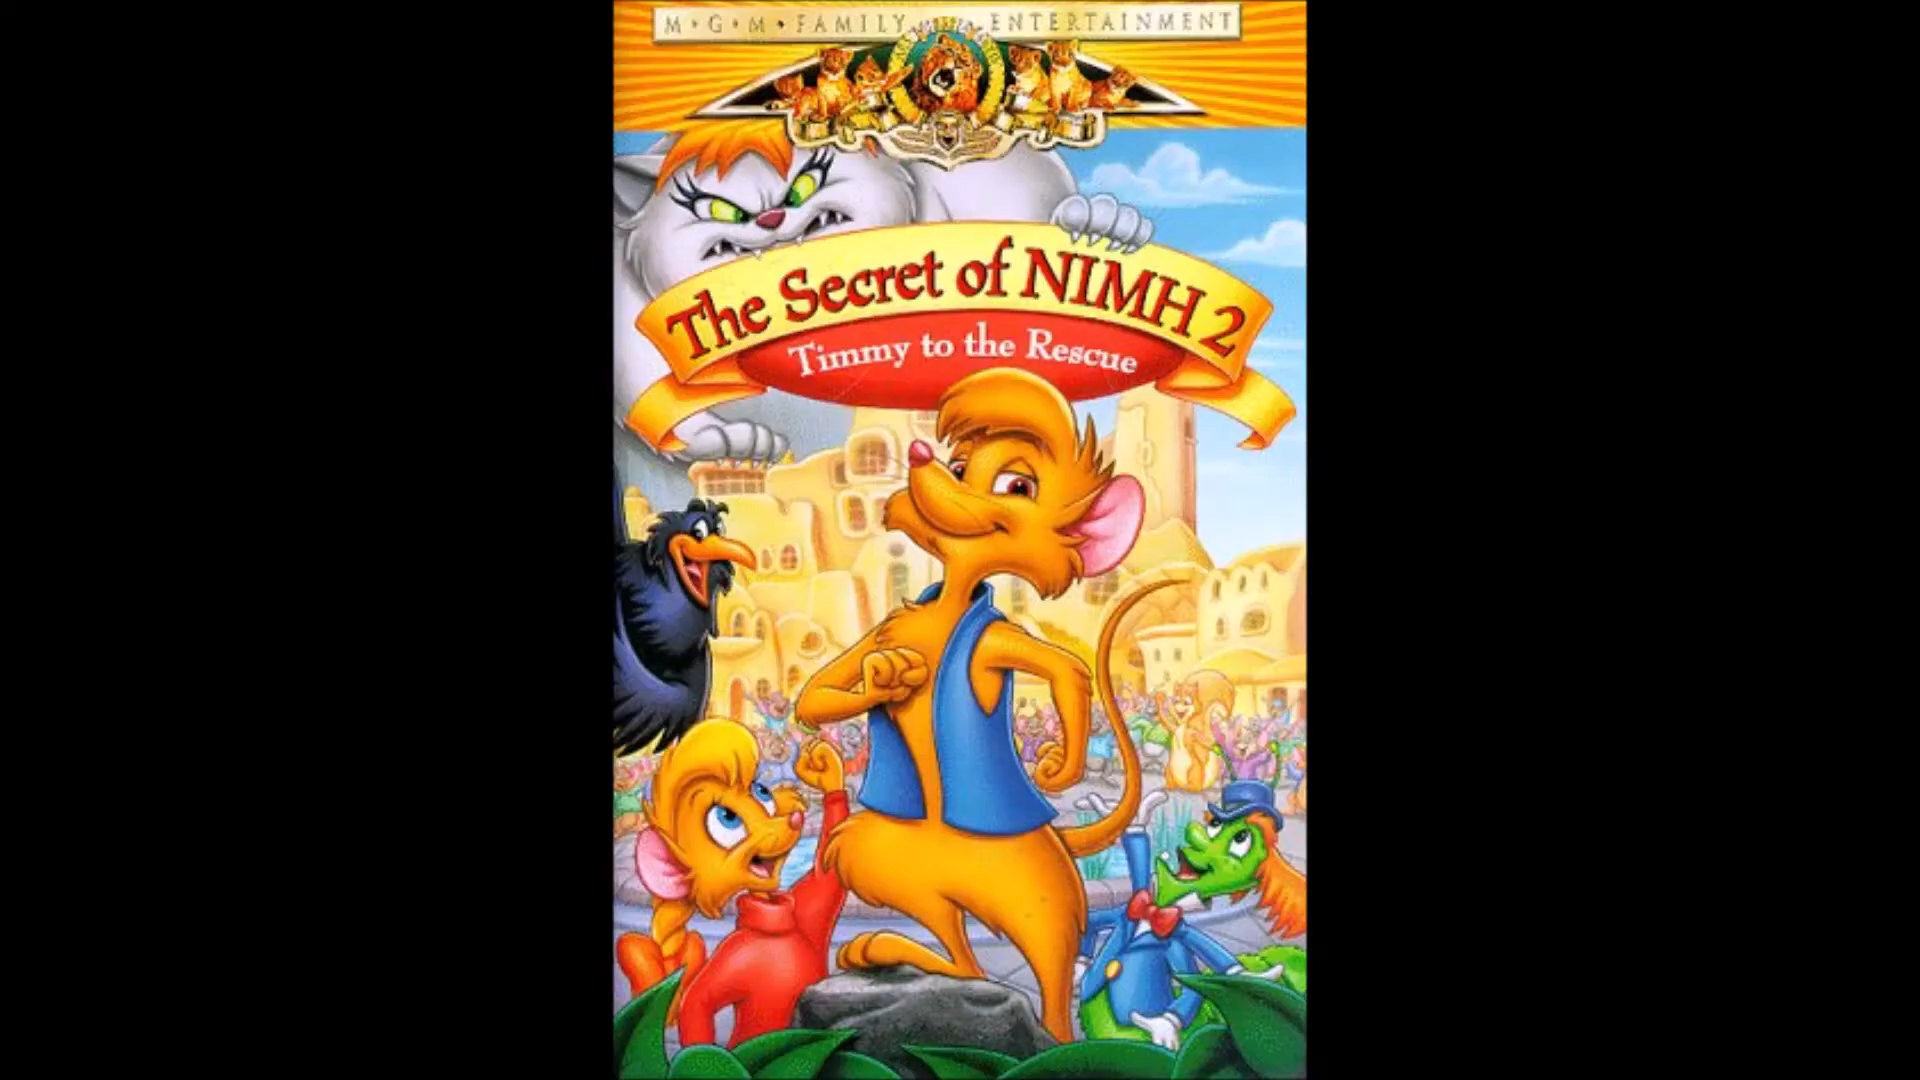 M•G•M•FAMILY ENTERTAINMENT
The Secret of NIMH 2
Timmy to the Rescue